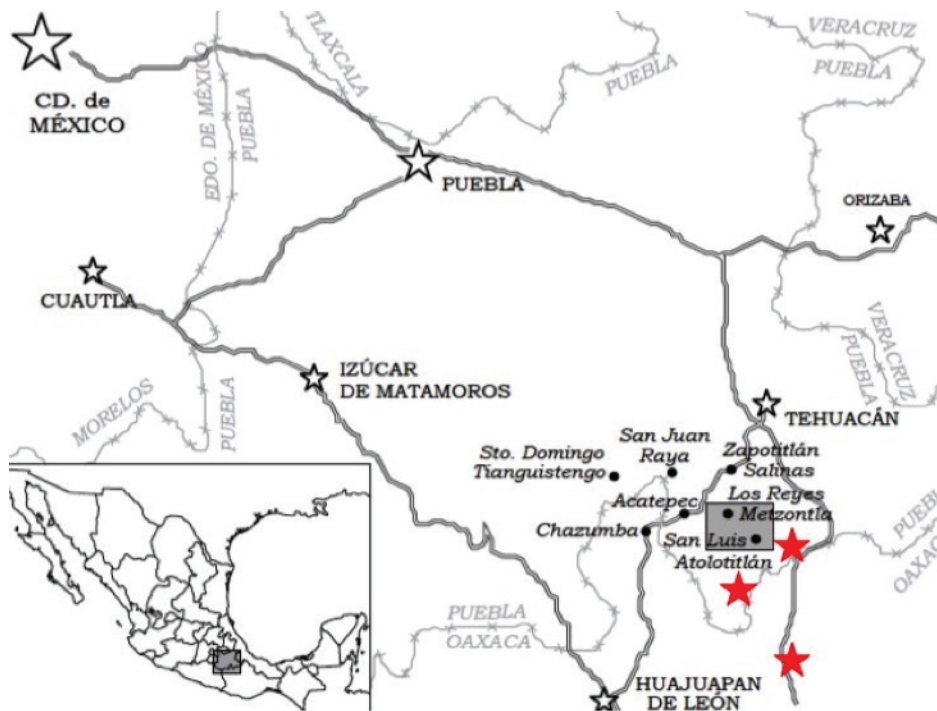 VERACRUZ
PUEBLA
TLAXCALA
PUEBLA
CD. de
MÉXICO
EDO. DE MÉXICO
PUEBLA
PUEBLA
ORIZABA
CUAUTLA
IZÚCAR
DE MATAMOROS
VERACRUZ
PUEBLA
MORELOS
PUEBLA
TEHUACÁN
San Juan
Raya
Sto. Domingo
Tianguistengo
Zapotitlán
Salinas
Acatepec
Los Reyes
Metzontla
Chazumba
San Luis
Atolotitlán
PUEBLA
OAXACA
PUEBLA
OAXACA
HUAJUAPAN
DE LEÓN